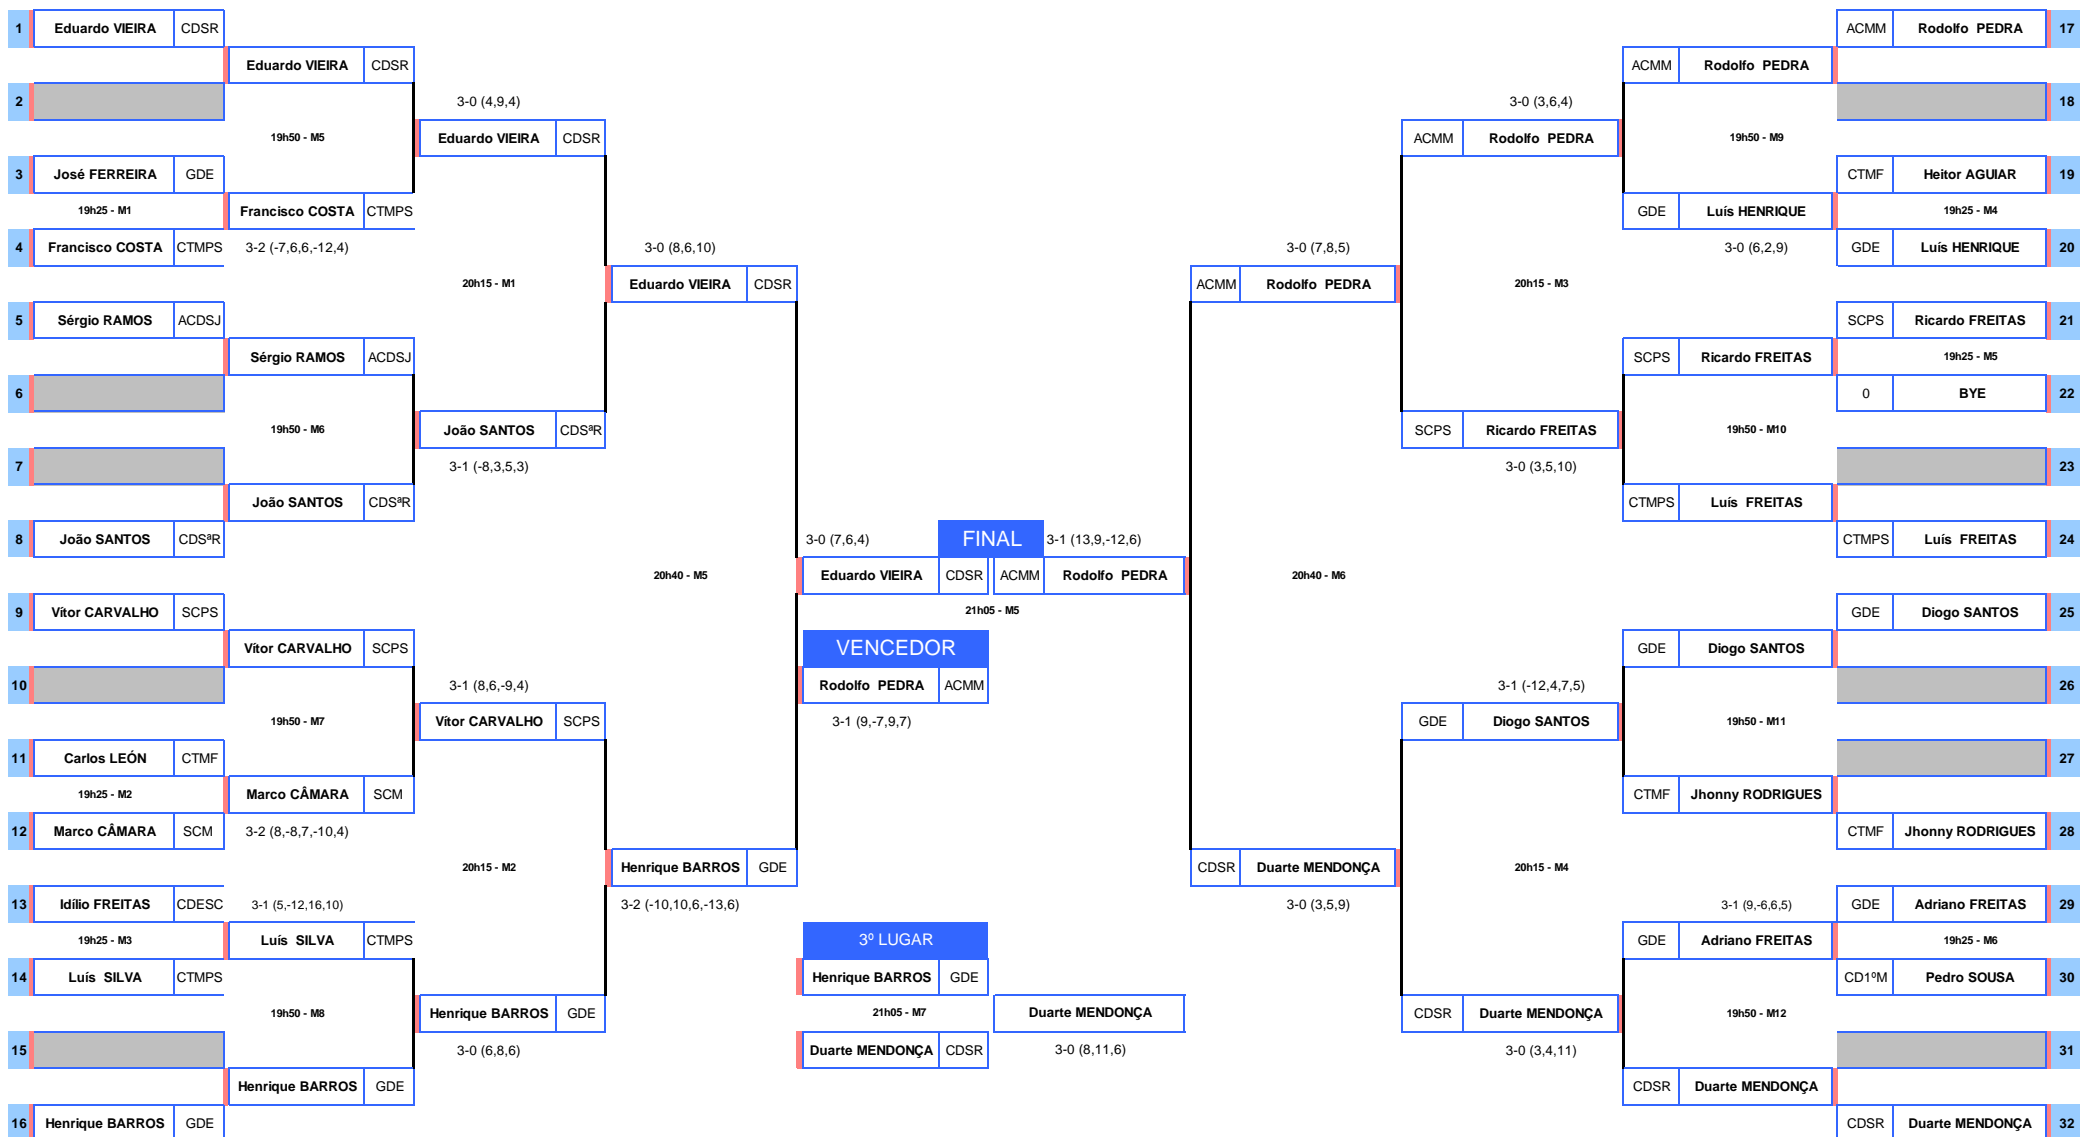 1 Eduardo VIEIRA CDSR ACMM Rodolfo PEDRA 17
Eduardo VIEIRA CDSR ACMM Rodolfo PEDRA
2 3-0 (4,9,4) 3-0 (3,6,4) 18
19h50 - M5 Eduardo VIEIRA CDSR ACMM Rodolfo PEDRA 19h50 - M9
3 José FERREIRA GDE CTMF Heitor AGUIAR 19
19h25 - M1 Francisco COSTA CTMPS GDE Luís HENRIQUE 19h25 - M4
4 Francisco COSTA CTMPS 3-2 (-7,6,6,-12,4) 3-0 (8,6,10) 3-0 (7,8,5) 3-0 (6,2,9) GDE Luís HENRIQUE 20
20h15 - M1 Eduardo VIEIRA CDSR ACMM Rodolfo PEDRA 20h15 - M3
5 Sérgio RAMOS ACDSJ SCPS Ricardo FREITAS 21
Sérgio RAMOS ACDSJ SCPS Ricardo FREITAS 19h25 - M5
6 0 BYE 22
19h50 - M6 João SANTOS CDSªR SCPS Ricardo FREITAS 19h50 - M10
7 3-1 (-8,3,5,3) 3-0 (3,5,10) 23
João SANTOS CDSªR CTMPS Luís FREITAS
8 João SANTOS CDSªR 3-0 (7,6,4) FINAL 3-1 (13,9,-12,6) CTMPS Luís FREITAS 24
20h40 - M5 Eduardo VIEIRA CDSR ACMM Rodolfo PEDRA 20h40 - M6
9 Vítor CARVALHO SCPS 21h05 - M5 GDE Diogo SANTOS 25
Vítor CARVALHO SCPS VENCEDOR GDE Diogo SANTOS
10 3-1 (8,6,-9,4) Rodolfo PEDRA ACMM 3-1 (-12,4,7,5) 26
19h50 - M7 Vítor CARVALHO SCPS 3-1 (9,-7,9,7) GDE Diogo SANTOS 19h50 - M11
11 Carlos LEÓN CTMF 27
19h25 - M2 Marco CÂMARA SCM CTMF Jhonny RODRIGUES
12 Marco CÂMARA SCM 3-2 (8,-8,7,-10,4) CTMF Jhonny RODRIGUES 28
20h15 - M2 Henrique BARROS GDE CDSR Duarte MENDONÇA 20h15 - M4
13 Idílio FREITAS CDESC 3-1 (5,-12,16,10) 3-2 (-10,10,6,-13,6) 3-0 (3,5,9) 3-1 (9,-6,6,5) GDE Adriano FREITAS 29
19h25 - M3 Luís SILVA CTMPS 3º LUGAR GDE Adriano FREITAS 19h25 - M6
14 Luís SILVA CTMPS Henrique BARROS GDE CD1ºM Pedro SOUSA 30
19h50 - M8 Henrique BARROS GDE 21h05 - M7 Duarte MENDONÇA CDSR Duarte MENDONÇA 19h50 - M12
15 3-0 (6,8,6) Duarte MENDONÇA CDSR 3-0 (8,11,6) 3-0 (3,4,11) 31
Henrique BARROS GDE CDSR Duarte MENDONÇA
16 Henrique BARROS GDE CDSR Duarte MENDONÇA 32